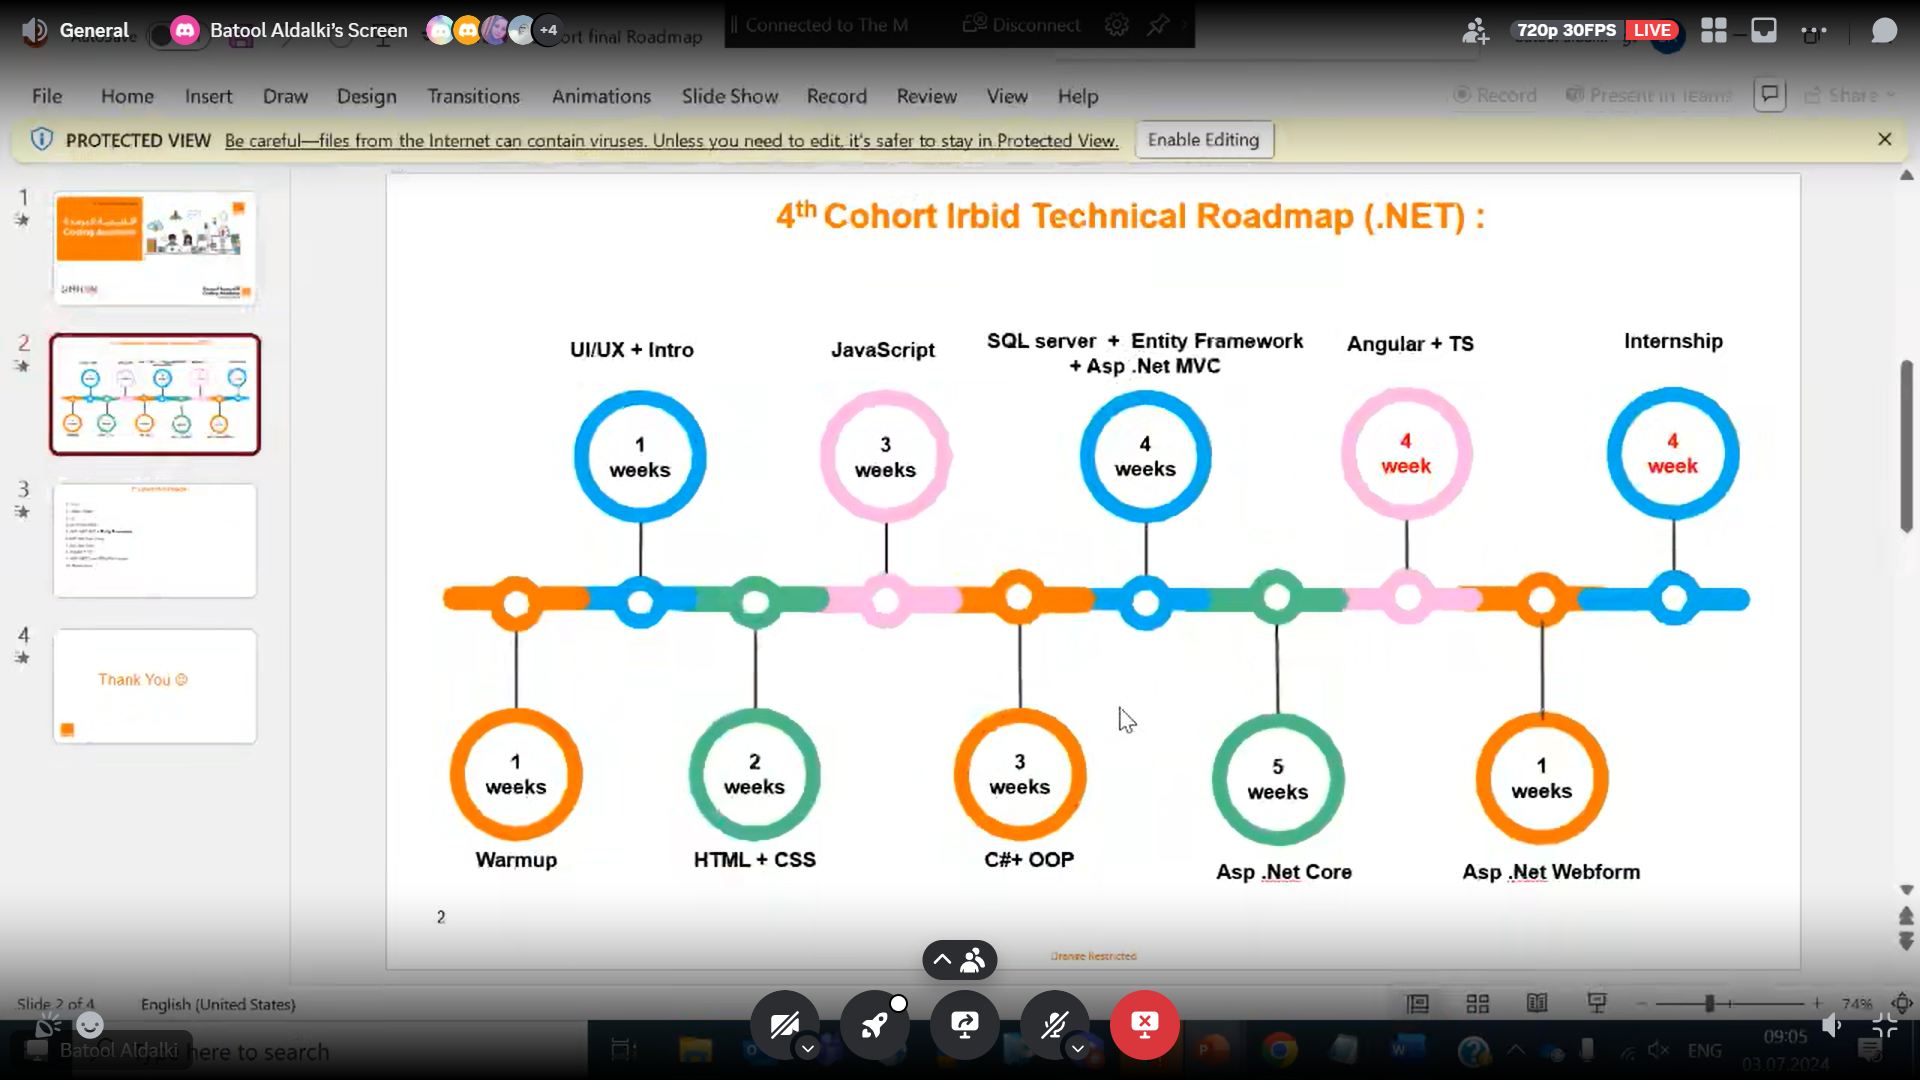 General
Batool Aldalki's Screen
+4
ort final Roadmap
Connected to The M
Disconnect
720p 30FPS
LIVE
File
Home
Insert
Draw
Design
Transitions
Animations
Slide Show
Record
Review
View
Help
Record
Present in Teams
Share
PROTECTED VIEW
Be careful—files from the Internet can contain viruses. Unless you need to edit, it's safer to stay in Protected View.
Enable Editing
1
2
3
4
Thank You ☺
4th Cohort Irbid Technical Roadmap (.NET) :
UI/UX + Intro
JavaScript
SQL server + Entity Framework
+ Asp .Net MVC
Angular + TS
Internship
1
weeks
3
weeks
4
weeks
4
week
4
week
1
weeks
2
weeks
3
weeks
5
weeks
1
weeks
Warmup
HTML + CSS
C#+ OOP
Asp .Net Core
Asp .Net Webform
2
Orange Restricted
Slide 2 of 4
English (United States)
74%
Batool Aldalki
here to search
ENG
09:05
03.07.2024